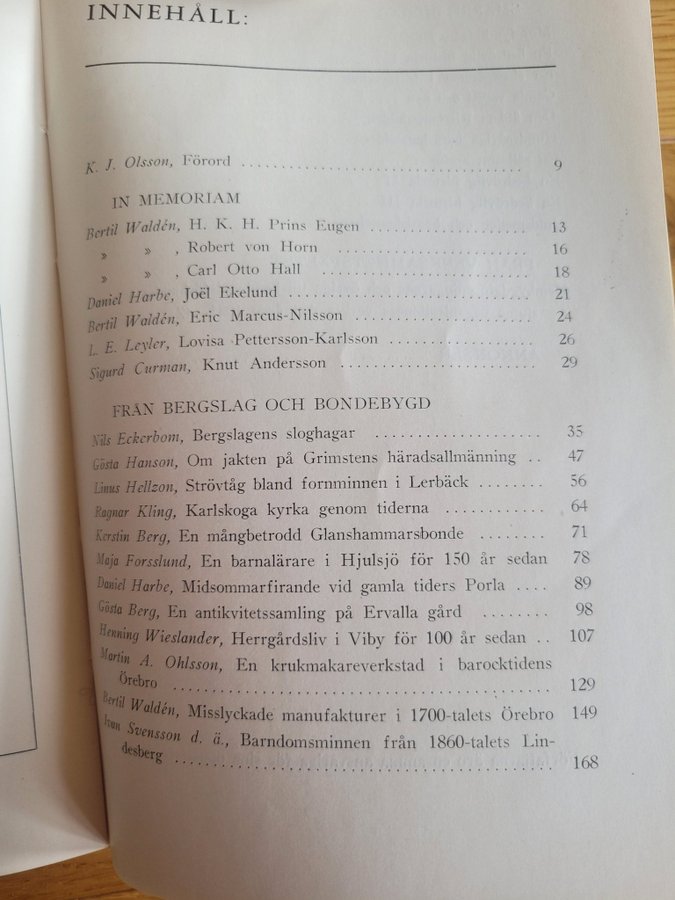 INNEHÅLL:
K. J. Olsson, Förord ................................... 9
IN MEMORIAM
Bertil Waldén, H. K. H. Prins Eugen ...................... 13
» » , Robert von Horn ...................... 16
» » , Carl Otto Hall ...................... 18
Daniel Harbe, Joël Ekelund .............................. 21
Bertil Waldén, Eric Marcus-Nilsson ...................... 24
L. E. Leyler, Lovisa Pettersson-Karlsson .................. 26
Sigurd Curman, Knut Andersson ...................... 29
FRÅN BERGSLAG OCH BONDEBYGD
Nils Eckerbom, Bergslagens sloghagar .................... 35
Gösta Hanson, Om jakten på Grimstens häradsallmänning .. 47
Linus Hellzon, Strövtåg bland fornminnen i Lerbäck ........ 56
Ragnar Kling, Karlskoga kyrka genom tiderna ............ 64
Kerstin Berg, En mångbetrodd Glanshammarsbonde ........ 71
Maja Forsslund, En barnalärare i Hjulsjö för 150 år sedan 78
Daniel Harbe, Midsommarfirande vid gamla tiders Porla .... 89
Gösta Berg, En antikvitetssamling på Ervalla gård ........ 98
Henning Wieslander, Herrgårdsliv i Viby för 100 år sedan .. 107
Martin A. Ohlsson, En krukmakareverkstad i barocktidens
Örebro ........................................ 129
Bertil Waldén, Misslyckade manufakturer i 1700-talets Örebro 149
Ivan Svensson d. ä., Barndomsminnen från 1860-talets Lin-
desberg ........................................ 168